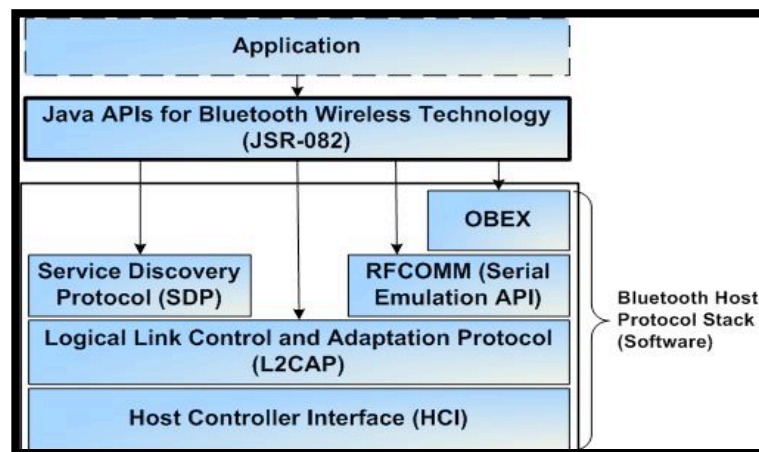 Application
Java APIs for Bluetooth Wireless Technology
(JSR-082)
OBEX
Service Discovery
Protocol (SDP)
RFCOMM (Serial
Emulation API)
Logical Link Control and Adaptation Protocol
(L2CAP)
Host Controller Interface (HCI)
Bluetooth Host
Protocol Stack
(Software)